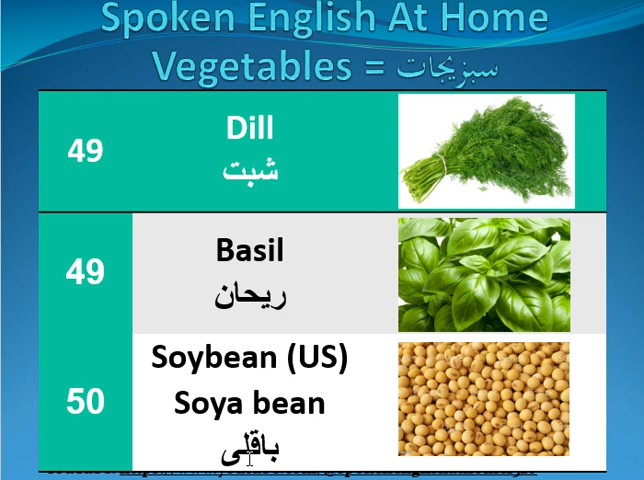 Spoken English At Home
Vegetables = سبزیجات
49
Dill
شبت
49
Basil
ریحان
50
Soybean (US)
Soya bean
باقلی